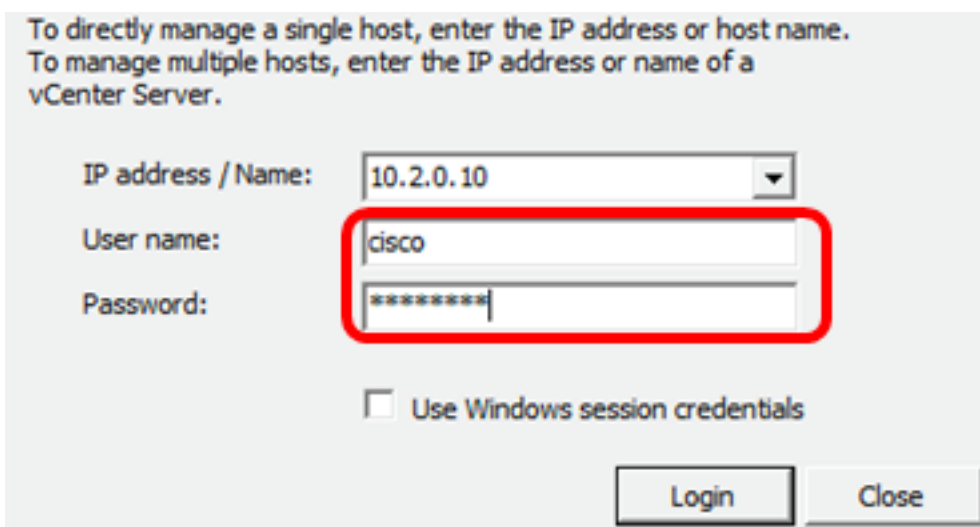 To directly manage a single host, enter the IP address or host name.
To manage multiple hosts, enter the IP address or name of a
vCenter Server.
IP address / Name: 10.2.0.10
User name: cisco
Password: ********
Use Windows session credentials
Login Close